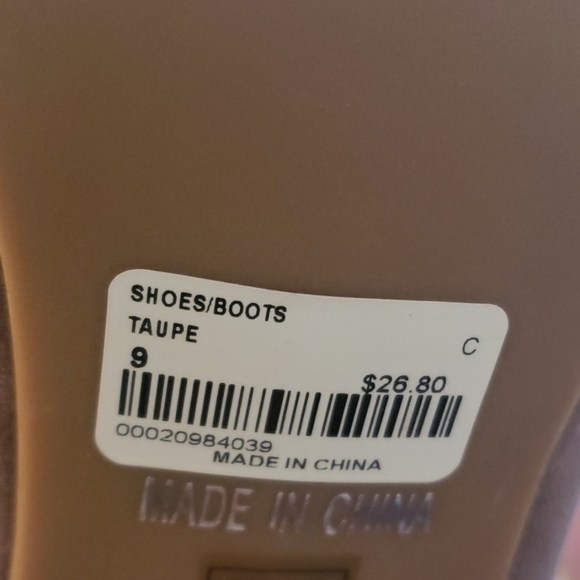 SHOES/BOOTS
TAUPE
C
9
$26.80
00020984039
MADE IN CHINA
MADE IN CHINA